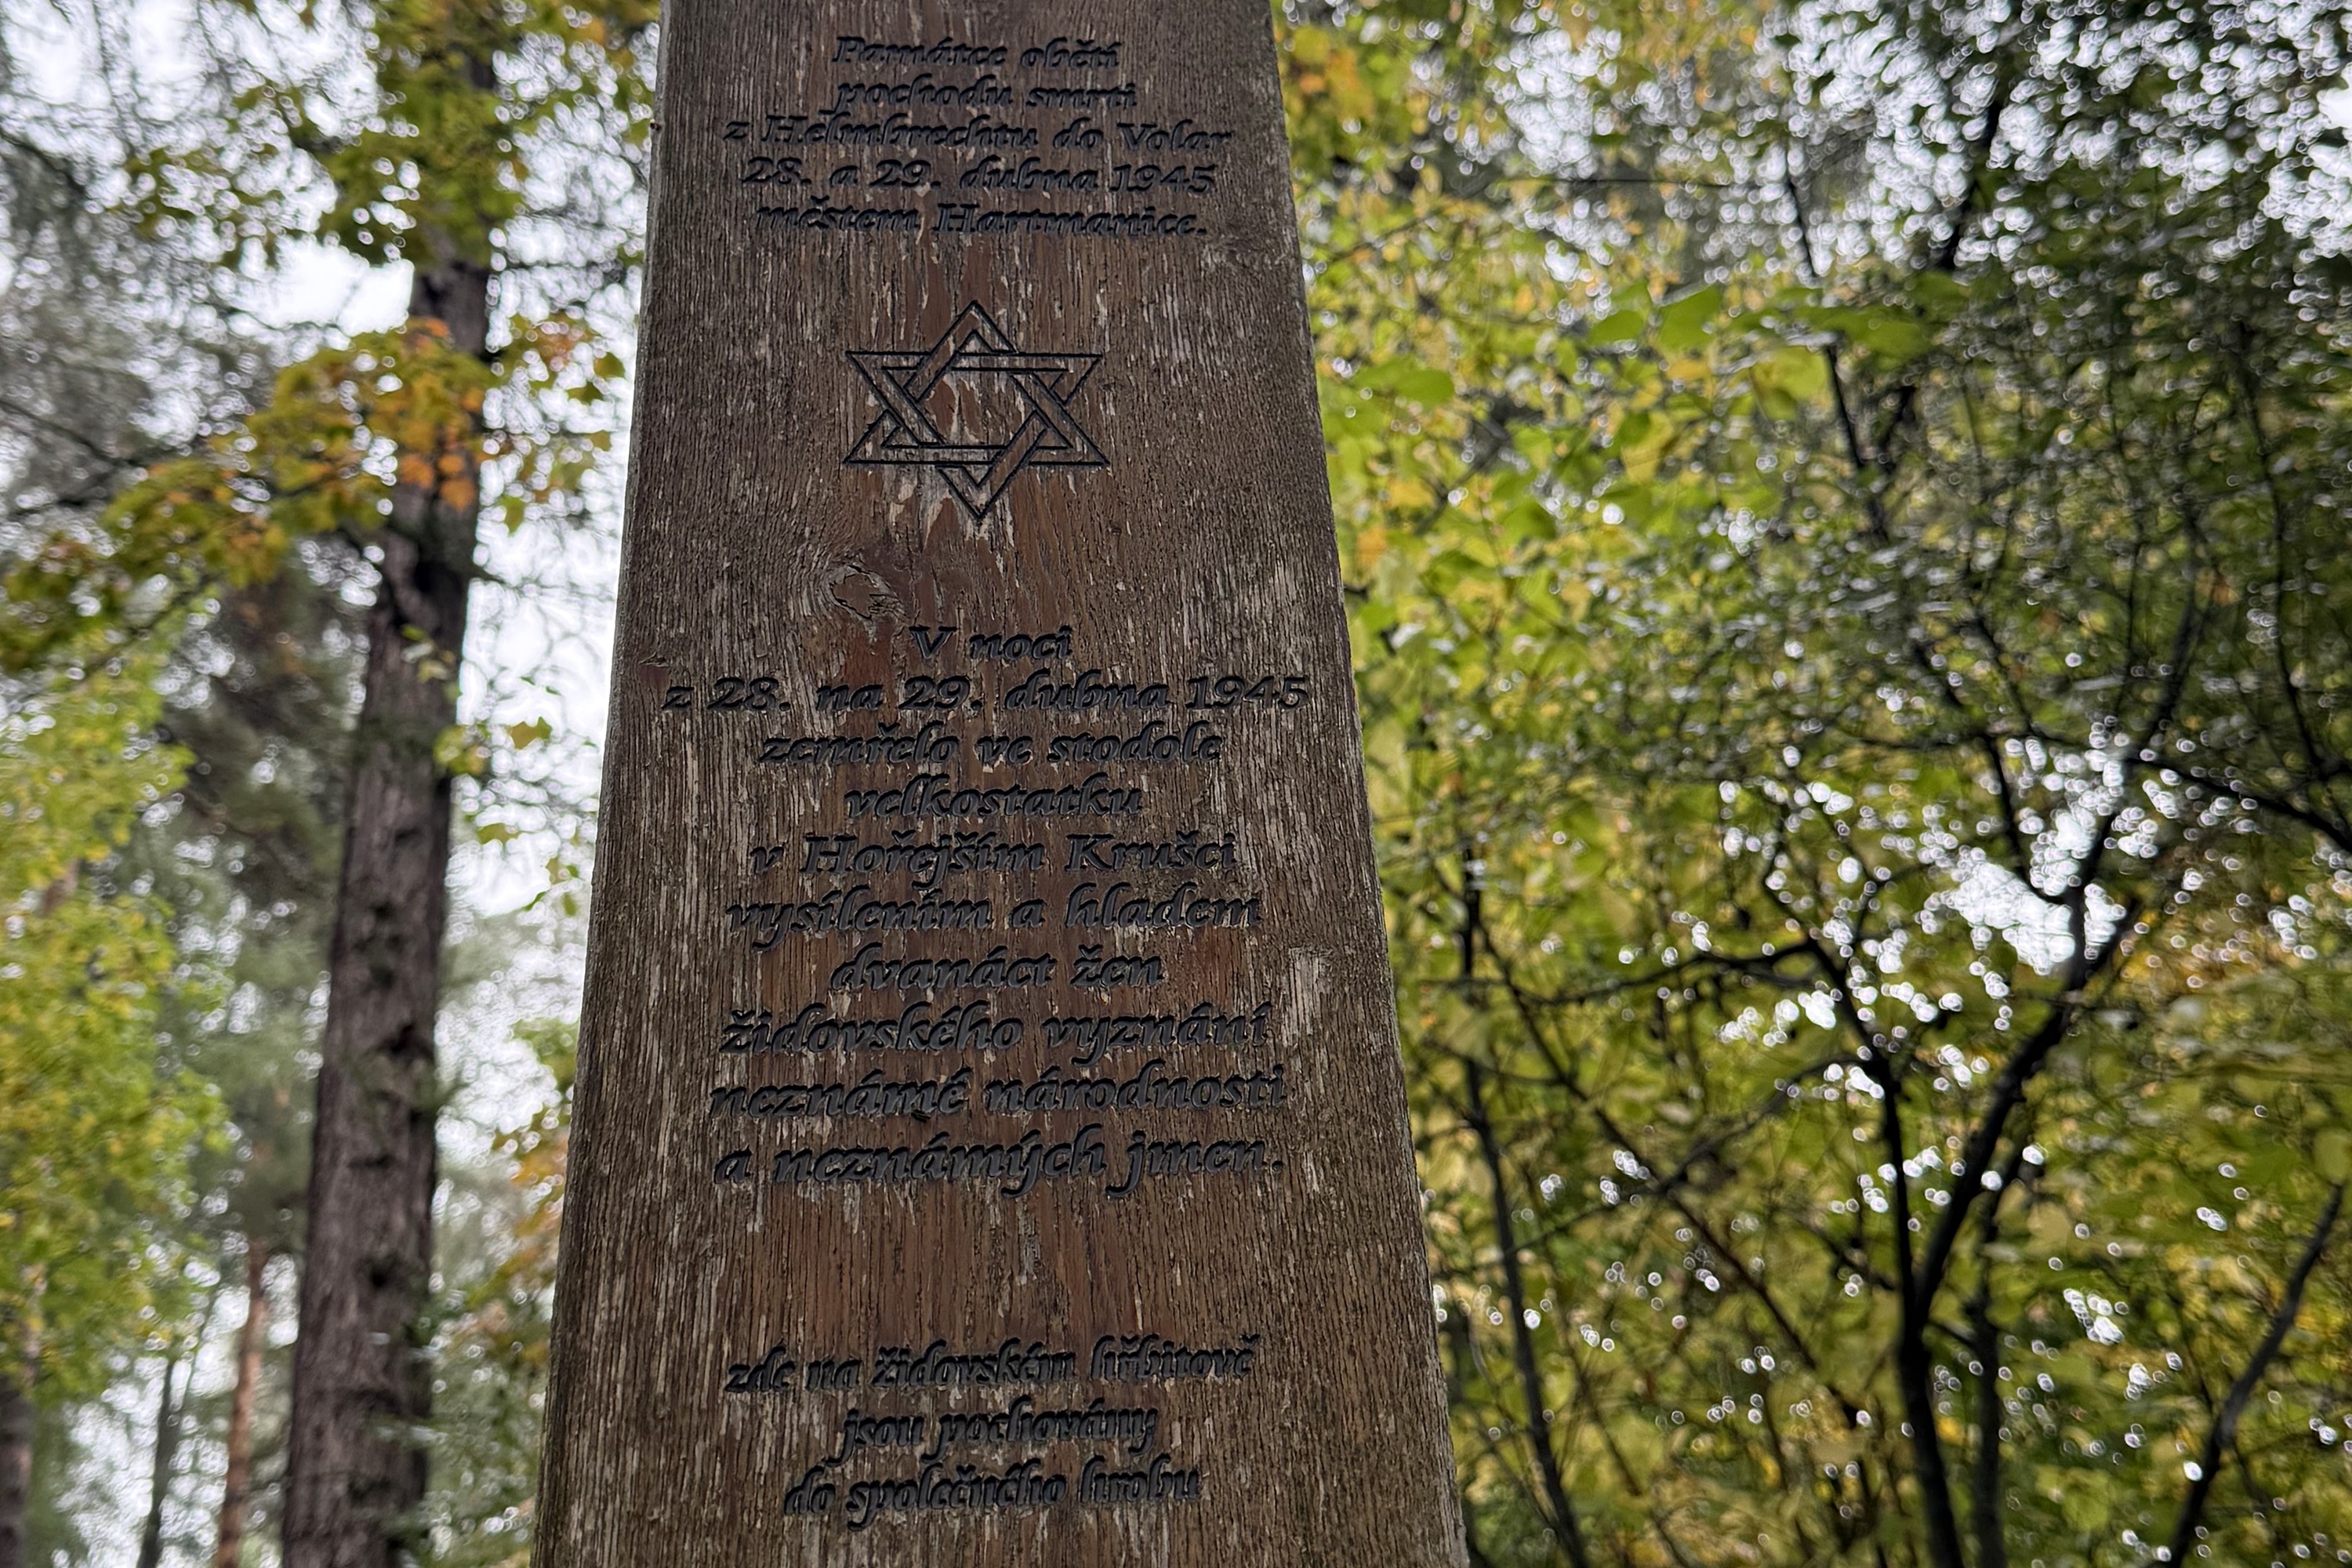 Památce obětí
pochodu smrti
z Helmbrechtu do Volar
28. a 29. dubna 1945
městem Hartmanice.
V noci
z 28. na 29. dubna 1945
zemřelo ve stodole
velkostatku
v Hořejším Krušci
vysílením a hladem
dvanáct žen
židovského vyznání
neznámé národnosti
a neznámých jmen.
zde na židovském hřbitově
jsou pochovány
do společného hrobu